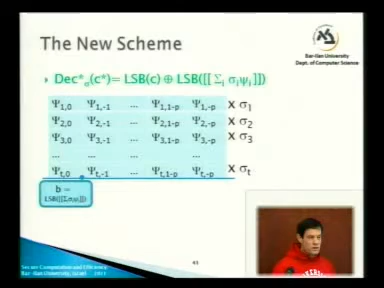 The New Scheme
Bar-Ilan University
Dept. of Computer Science
Dec*σ(c*)= LSB(c) ⊕ LSB([[ Σi σiψi ]])
Ψ1,0 Ψ1,-1 ... Ψ1,1-p Ψ1,-p x σ1
Ψ2,0 Ψ2,-1 ... Ψ2,1-p Ψ2,-p x σ2
Ψ3,0 Ψ3,-1 ... Ψ3,1-p Ψ3,-p x σ3
... ... ... ...
Ψt,0 Ψt,-1 ... Ψt,1-p Ψt,-p x σt
b =
LSB([[Σσiψi]])
Secure Computation and Efficiency
Bar-Ilan University, Israel 2011